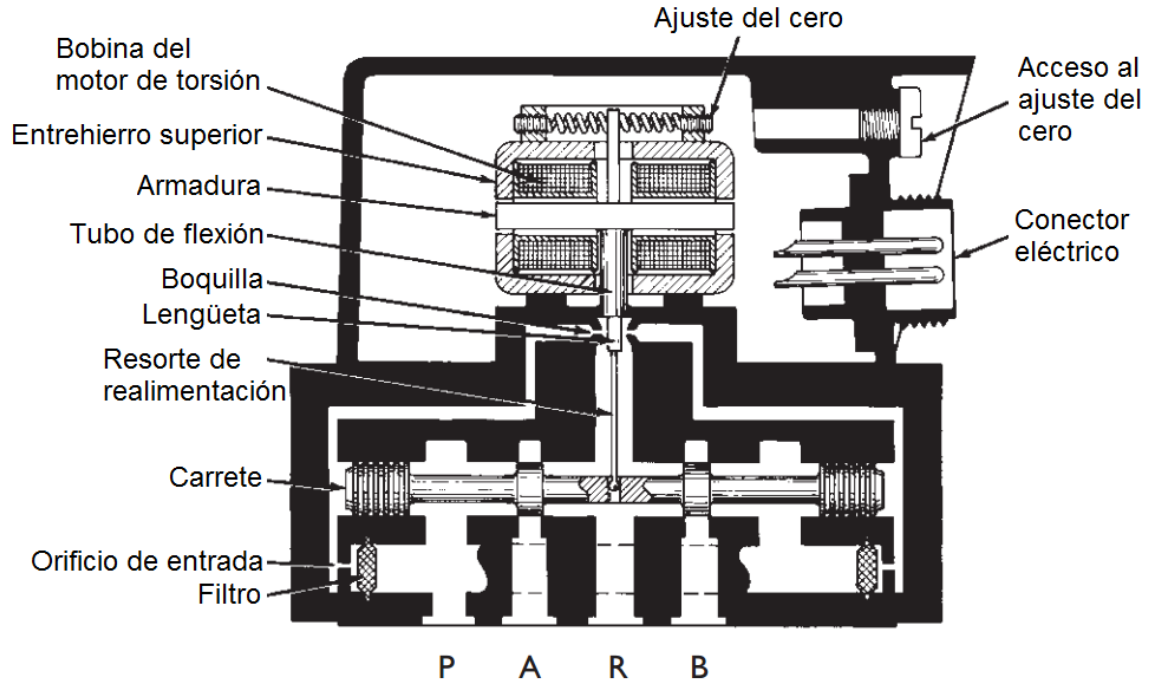 Ajuste del cero
Bobina del
motor de torsión
Acceso al
ajuste del
cero
Entrehierro superior
Armadura
Tubo de flexión
Conector
eléctrico
Boquilla
Lengüeta
Resorte de
realimentación
Carrete
Orificio de entrada
Filtro
P A R B